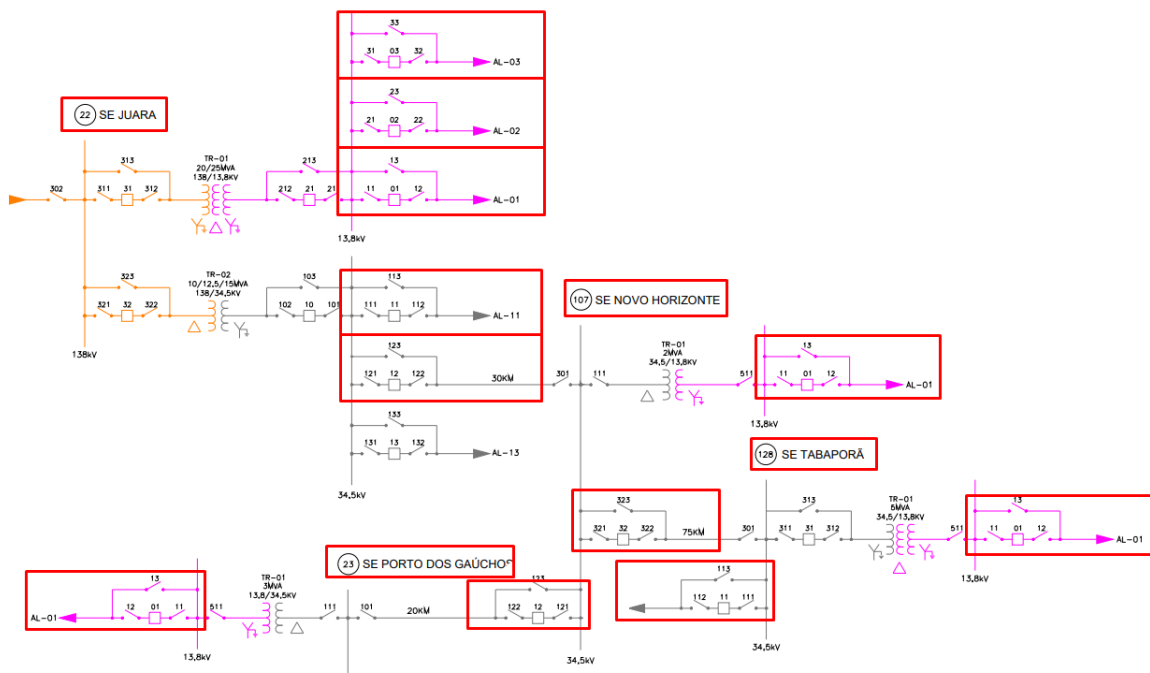 33
31 03 32
AL-03
23
21 02 22
AL-02
22 SE JUARA
302
313
311 31 312
TR-01
20/25MVA
138/13,8KV
213
212 21 21
13
11 01 12
AL-01
13,8kV
323
321 32 322
138kV
TR-02
10/12,5/15MVA
138/34,5KV
103
102 10 101
113
111 11 112
AL-11
123
121 12 122
30KM
133
131 13 132
AL-13
34,5kV
107 SE NOVO HORIZONTE
301 111
TR-01
2MVA
34,5/13,8KV
511
13
11 01 12
AL-01
13,8kV
128 SE TABAPORÃ
323
321 32 322
75KM
301
313
311 31 312
TR-01
5MVA
34,5/13,8KV
511
13
11 01 12
AL-01
13,8kV
113
112 11 111
34,5kV
23 SE PORTO DOS GAÚCHOS
13
12 01 11
AL-01
511
13,8kV
TR-01
3MVA
13,8/34,5KV
111 101
20KM
123
122 12 121
34,5kV